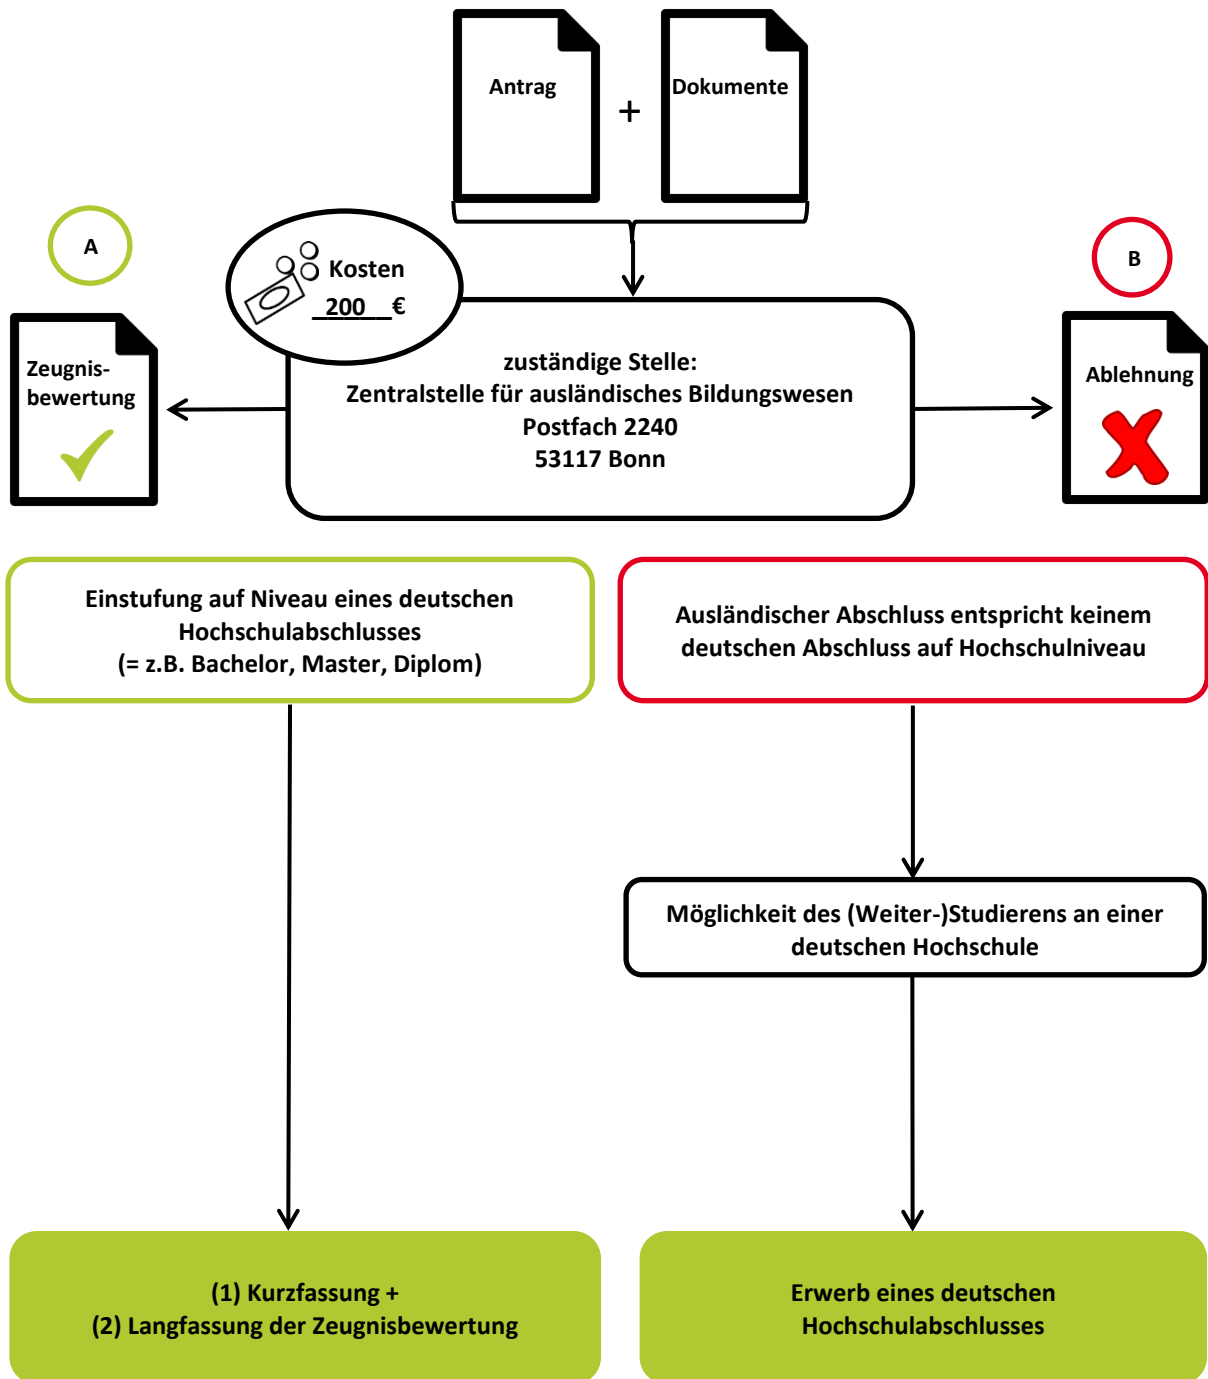 Antrag
+
Dokumente
A
Kosten
__200__€
B
Zeugnis-
bewertung
zuständige Stelle:
Zentralstelle für ausländisches Bildungswesen
Postfach 2240
53117 Bonn
Ablehnung
Einstufung auf Niveau eines deutschen
Hochschulabschlusses
(= z.B. Bachelor, Master, Diplom)
Ausländischer Abschluss entspricht keinem
deutschen Abschluss auf Hochschulniveau
Möglichkeit des (Weiter-)Studierens an einer
deutschen Hochschule
(1) Kurzfassung +
(2) Langfassung der Zeugnisbewertung
Erwerb eines deutschen
Hochschulabschlusses